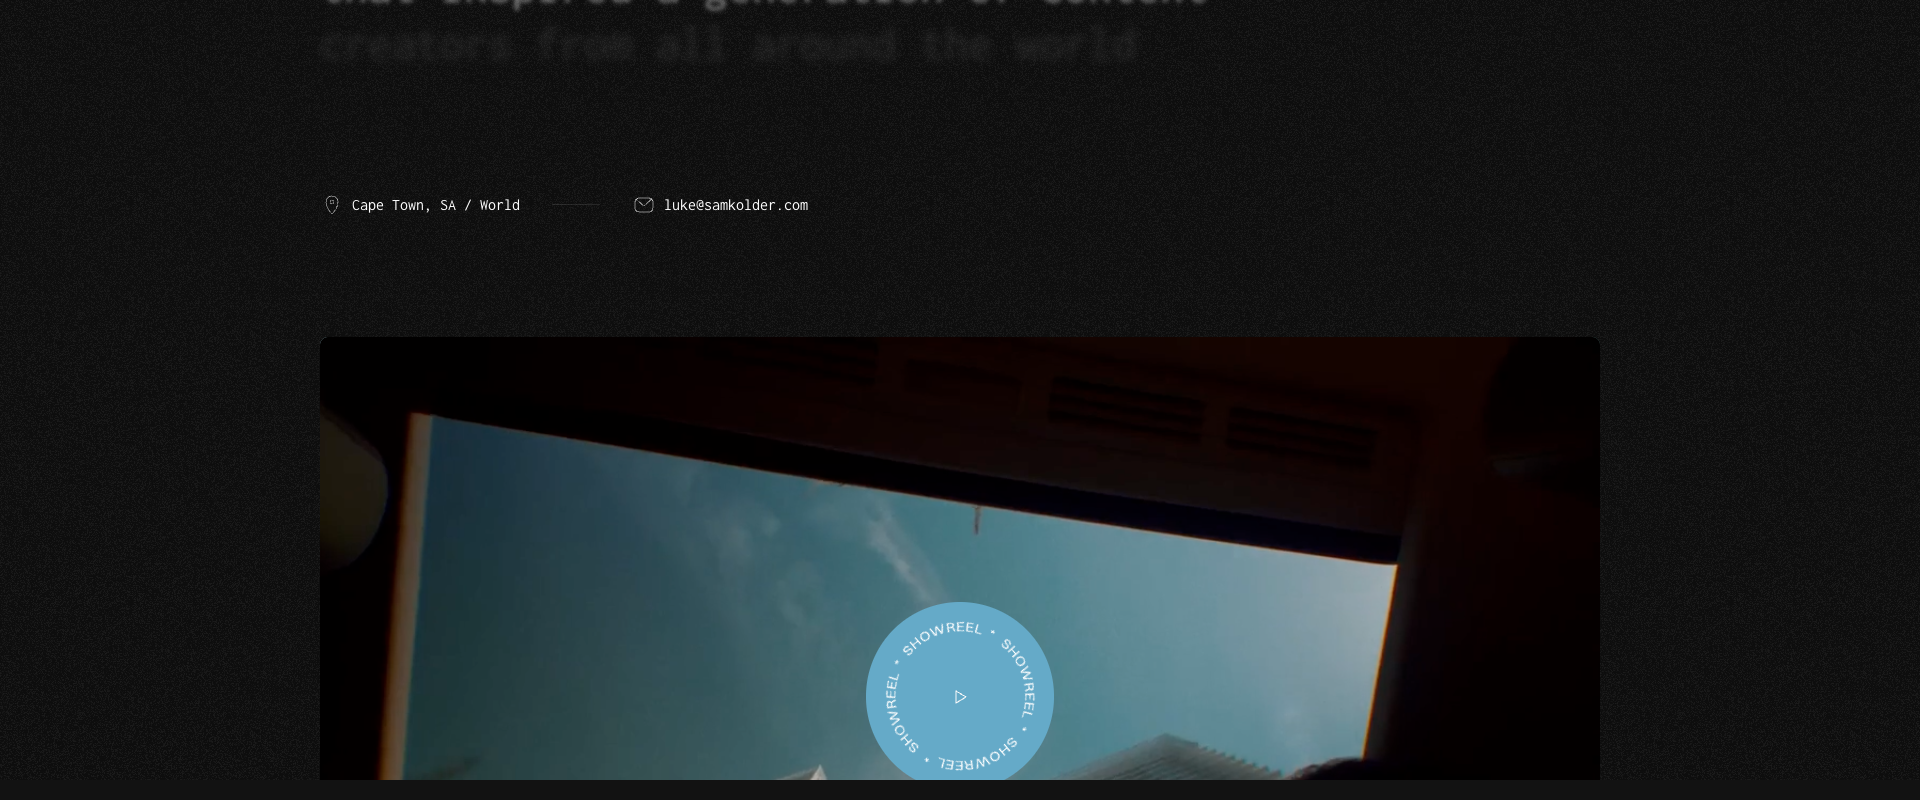 that inspired a generation of content
creators from all around the world
Cape Town, SA / World
luke@samkolder.com
SHOWREEL • SHOWREEL • SHOWREEL • SHOWREEL •